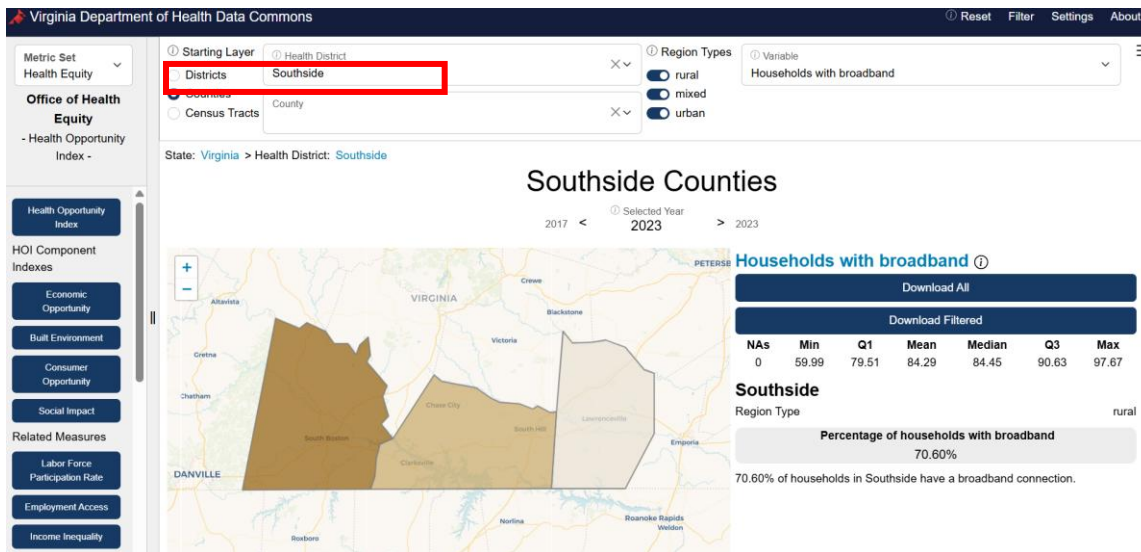 Virginia Department of Health Data Commons
Reset Filter Settings About
Metric Set
Health Equity
Office of Health
Equity
- Health Opportunity
Index -
Health Opportunity
Index
HOI Component
Indexes
Economic
Opportunity
Built Environment
Consumer
Opportunity
Social Impact
Related Measures
Labor Force
Participation Rate
Employment Access
Income Inequality
Starting Layer
Districts
Counties
Census Tracts
Health District
Southside
County
Region Types
rural
mixed
urban
Variable
Households with broadband
State: Virginia > Health District: Southside
Southside Counties
Selected Year
2017 < 2023 > 2023
+
−
PETERSB
Crewe
Altavista
VIRGINIA
Blackstone
Victoria
Gretna
Chatham
Chase City
South Boston
South Hill
Lawrenceville
Emporia
Clarksville
DANVILLE
Norlina
Roanoke Rapids
Weldon
Roxboro
Households with broadband
Download All
Download Filtered
NAs Min Q1 Mean Median Q3 Max
0 59.99 79.51 84.29 84.45 90.63 97.67
Southside
Region Type rural
Percentage of households with broadband
70.60%
70.60% of households in Southside have a broadband connection.